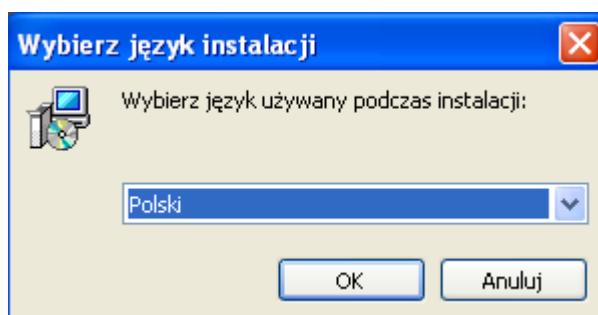 Wybierz język instalacji
Wybierz język używany podczas instalacji:
Polski
OK
Anuluj